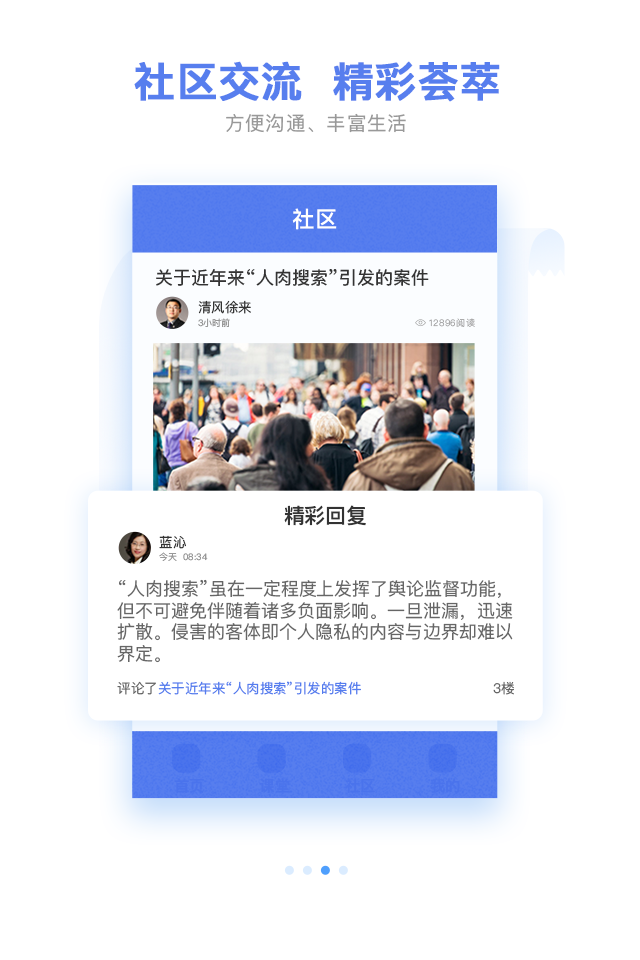 社区交流 精彩荟萃
方便沟通、丰富生活
社区
关于近年来“人肉搜索”引发的案件
清风徐来
3小时前
12896阅读
精彩回复
蓝沁
今天 08:34
“人肉搜索”虽在一定程度上发挥了舆论监督功能，
但不可避免伴随着诸多负面影响。一旦泄漏，迅速
扩散。侵害的客体即个人隐私的内容与边界却难以
界定。
评论了关于近年来“人肉搜索”引发的案件
3楼
首页 社区 我的